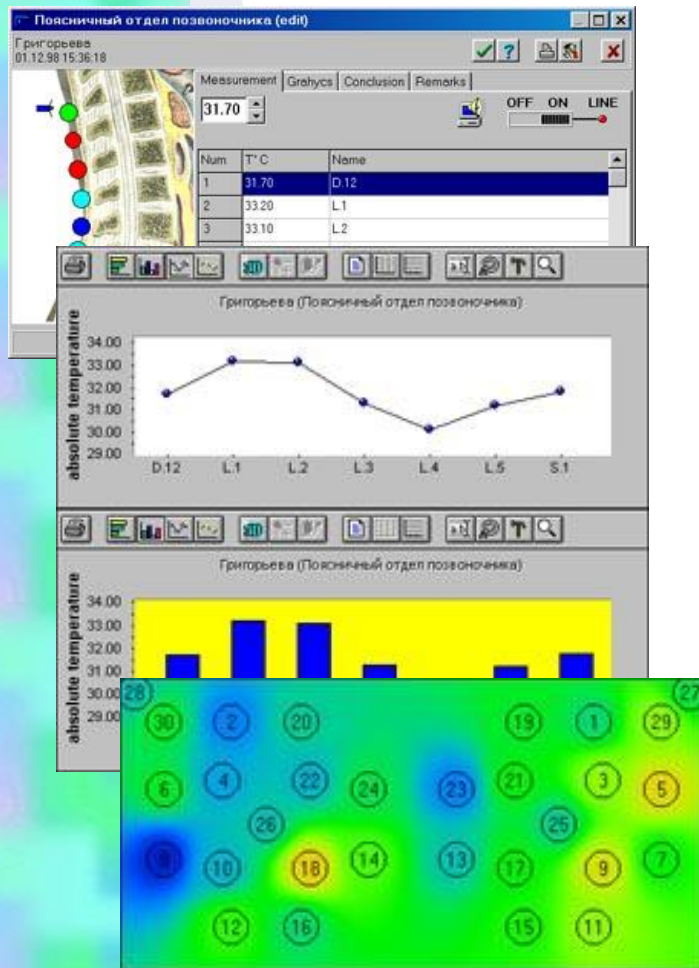 Поясничный отдел позвоночника (edit)
Григорьева
01.12.98 15:36:18
Measurement Grahycs Conclusion Remarks
31.70
OFF ON LINE
Num T°C Name
1 31.70 D.12
2 33.20 L.1
3 33.10 L.2
Григорьева (Поясничный отдел позвоночника)
absolute temperature
34.00
33.00
32.00
31.00
30.00
29.00
D.12 L.1 L.2 L.3 L.4 L.5 S.1
Григорьева (Поясничный отдел позвоночника)
absolute temperature
34.00
33.00
32.00
31.00
30.00
29.00
28 27
30 2 20 19 1 29
6 4 22 24 23 21 3 5
26 25
8 10 18 14 13 17 9 7
12 16 15 11